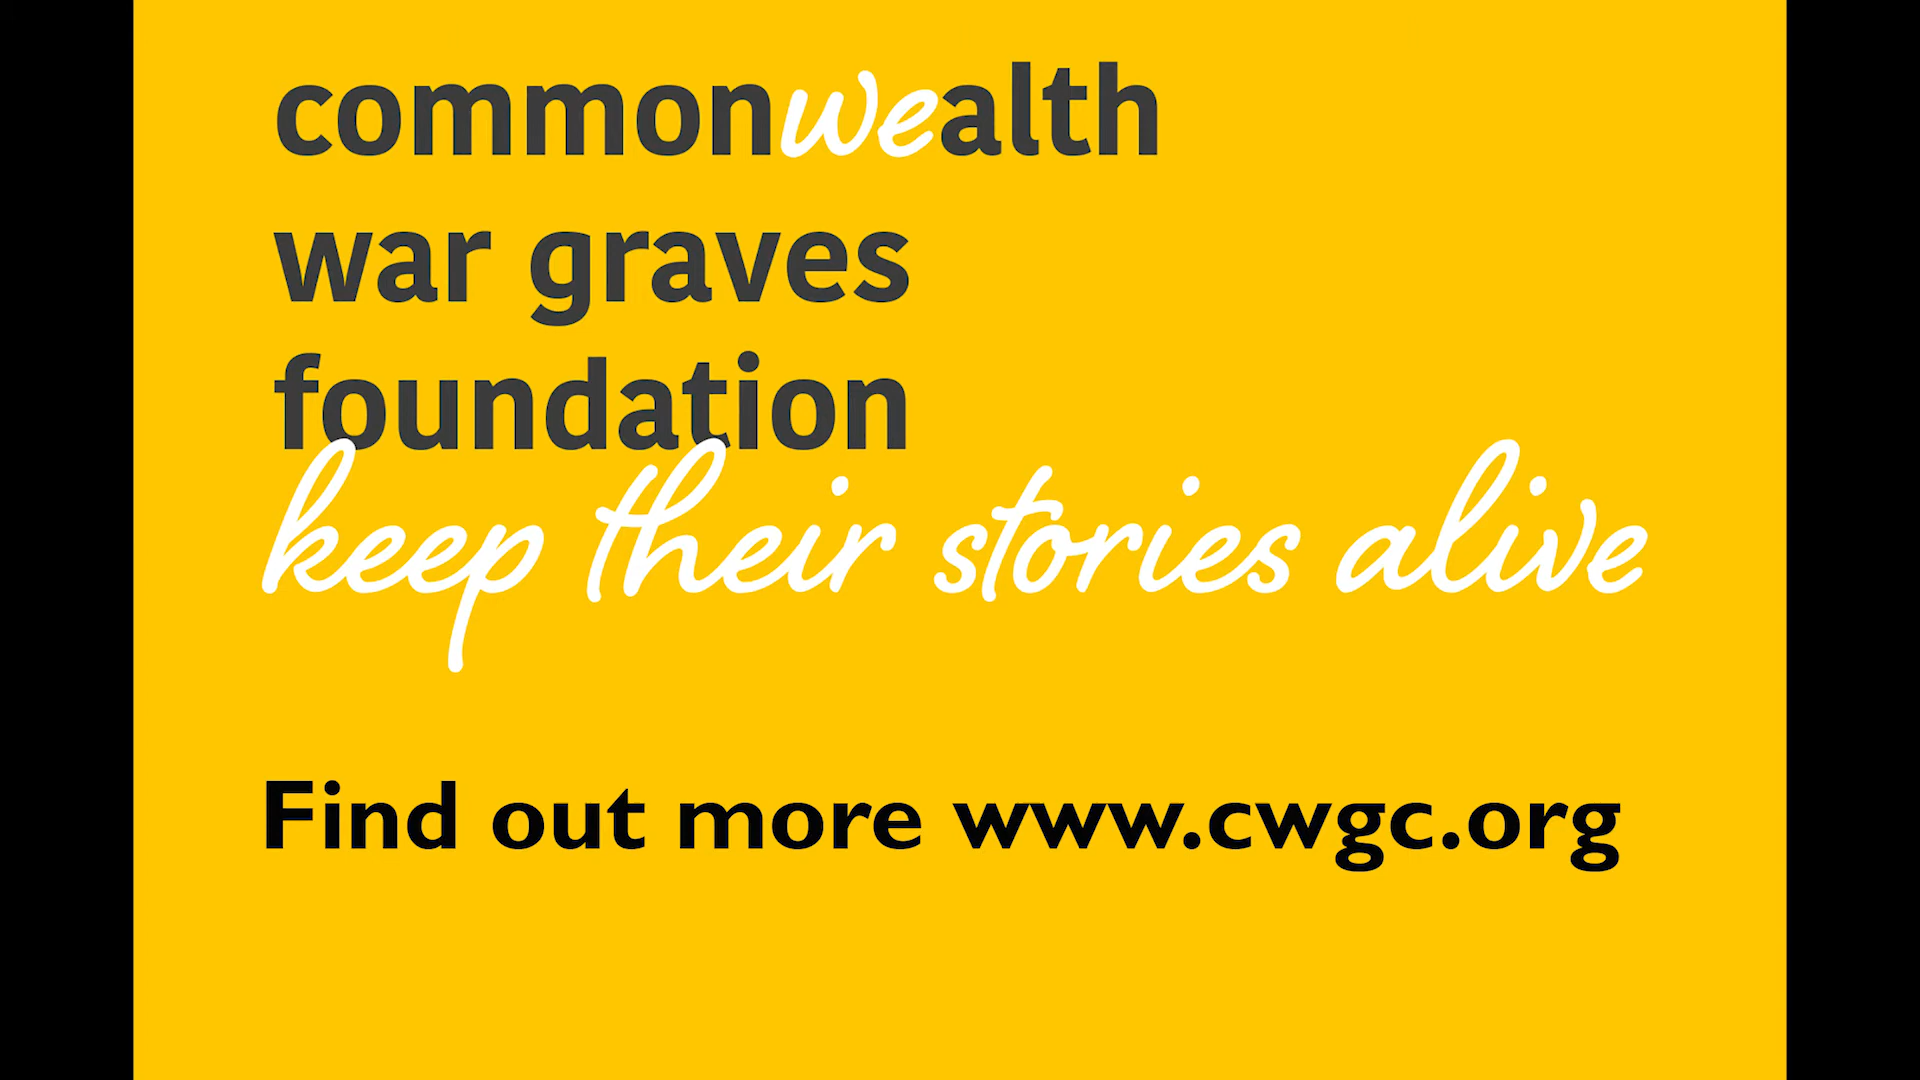 commonwealth
war graves
foundation
keep their stories alive
Find out more www.cwgc.org